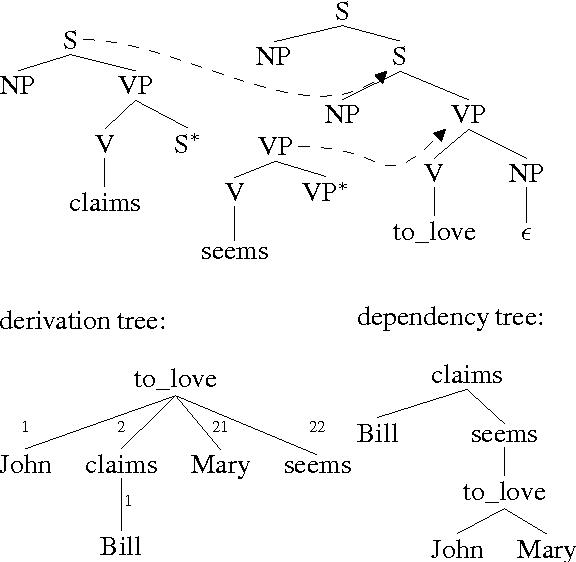 S
S
NP
S
NP
VP
NP
VP
VP
V
S*
V
NP
V
VP*
claims
to_love
ϵ
seems
derivation tree:
dependency tree:
to_love
claims
1
2
21
22
Bill
seems
John
claims
Mary
seems
to_love
1
Bill
John
Mary